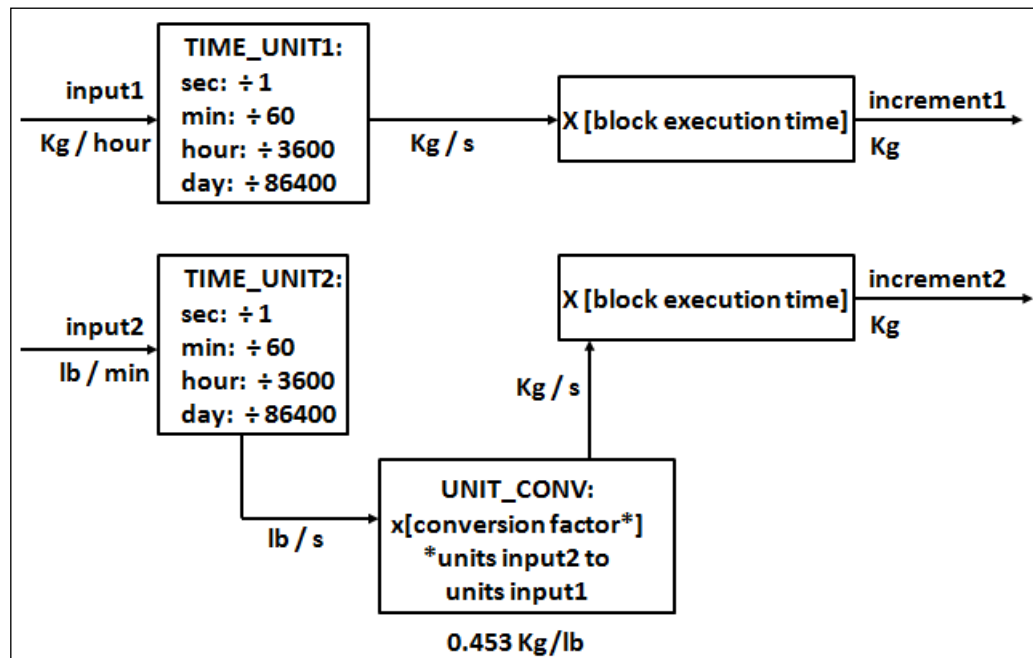 TIME_UNIT1:
sec: ÷ 1
min: ÷ 60
hour: ÷ 3600
day: ÷ 86400
input1
Kg / hour
Kg / s
X [block execution time]
increment1
Kg
TIME_UNIT2:
sec: ÷ 1
min: ÷ 60
hour: ÷ 3600
day: ÷ 86400
input2
lb / min
lb / s
UNIT_CONV:
x[conversion factor*]
*units input2 to
units input1
0.453 Kg/lb
Kg / s
X [block execution time]
increment2
Kg